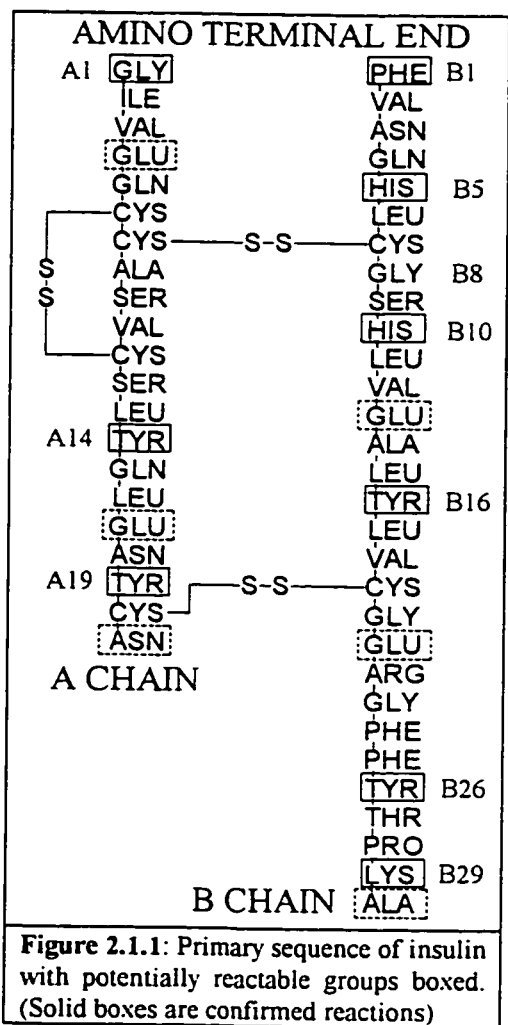 AMINO TERMINAL END
A1 GLY
ILE
VAL
GLU
GLN
CYS
CYS
ALA
SER
VAL
CYS
SER
LEU
A14 TYR
GLN
LEU
GLU
ASN
A19 TYR
CYS
ASN
A CHAIN
S
S
S-S
S-S
PHE B1
VAL
ASN
GLN
HIS B5
LEU
CYS
GLY B8
SER
HIS B10
LEU
VAL
GLU
ALA
LEU
TYR B16
LEU
VAL
CYS
GLY
GLU
ARG
GLY
PHE
PHE
TYR B26
THR
PRO
LYS B29
ALA
B CHAIN
Figure 2.1.1: Primary sequence of insulin
with potentially reactable groups boxed.
(Solid boxes are confirmed reactions)